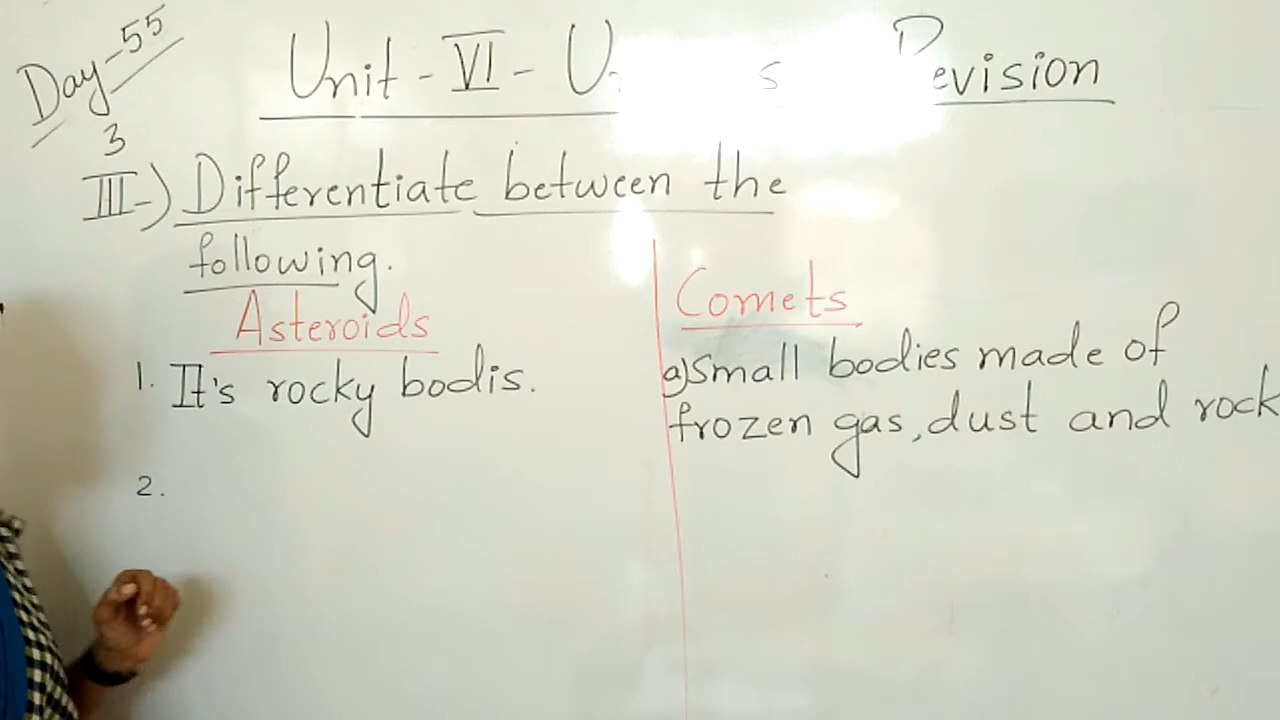 Day-55
Unit - VI - U s Revision
3
III-) Differentiate between the
following.
Asteroids
1. It's rocky bodis.
2.
Comets
a) Small bodies made of
frozen gas, dust and rock